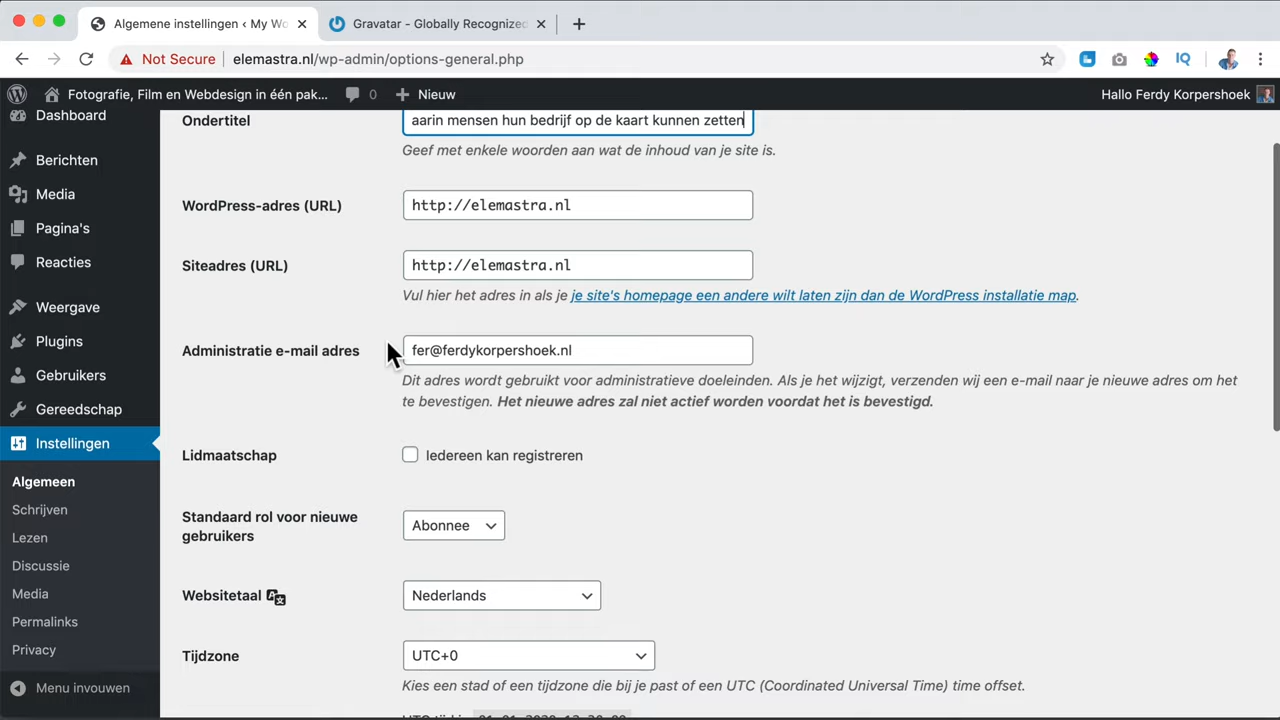 Algemene instellingen ‹ My Wo
Gravatar - Globally Recognized
Not Secure
elemastra.nl/wp-admin/options-general.php
IQ
Fotografie, Film en Webdesign in één pak...
0
Nieuw
Hallo Ferdy Korpershoek
Dashboard
Berichten
Media
Pagina's
Reacties
Weergave
Plugins
Gebruikers
Gereedschap
Instellingen
Algemeen
Schrijven
Lezen
Discussie
Media
Permalinks
Privacy
Menu invouwen
Ondertitel
aarin mensen hun bedrijf op de kaart kunnen zetten
Geef met enkele woorden aan wat de inhoud van je site is.
WordPress-adres (URL)
http://elemastra.nl
Siteadres (URL)
http://elemastra.nl
Vul hier het adres in als je je site's homepage een andere wilt laten zijn dan de WordPress installatie map.
Administratie e-mail adres
fer@ferdykorpershoek.nl
Dit adres wordt gebruikt voor administratieve doeleinden. Als je het wijzigt, verzenden wij een e-mail naar je nieuwe adres om het
te bevestigen. Het nieuwe adres zal niet actief worden voordat het is bevestigd.
Lidmaatschap
Iedereen kan registreren
Standaard rol voor nieuwe
gebruikers
Abonnee
Websitetaal
Nederlands
Tijdzone
UTC+0
Kies een stad of een tijdzone die bij je past of een UTC (Coordinated Universal Time) time offset.